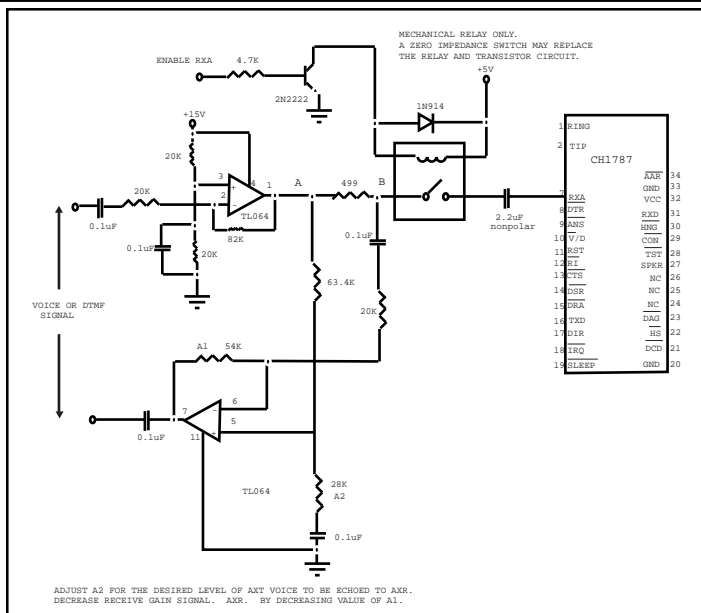 MECHANICAL RELAY ONLY.
A ZERO IMPEDANCE SWITCH MAY REPLACE
THE RELAY AND TRANSISTOR CIRCUIT.
+5V
ENABLE RXA
4.7K
2N2222
1N914
+15V
20K
20K
0.1uF
0.1uF
20K
3
+
2
-
4
1
TL064
82K
A
499
B
0.1uF
2.2uF
nonpolar
63.4K
20K
VOICE OR DTMF
SIGNAL
A1
54K
7
6
-
5
+
11
0.1uF
TL064
28K
A2
0.1uF
CH1787
1 RING
2 TIP
7 RXA
8 DTR
9 ANS
10 V/D
11 RST
12 RI
13 CTS
14 DSR
15 DRA
16 TXD
17 DIR
18 IRQ
19 SLEEP
AAE 34
GND 33
VCC 32
RXD 31
HNG 30
CON 29
TST 28
SPKR 27
NC 26
NC 25
NC 24
DAG 23
HS 22
DCD 21
GND 20
ADJUST A2 FOR THE DESIRED LEVEL OF AXT VOICE TO BE ECHOED TO AXR.
DECREASE RECEIVE GAIN SIGNAL. AXR. BY DECREASING VALUE OF A1.